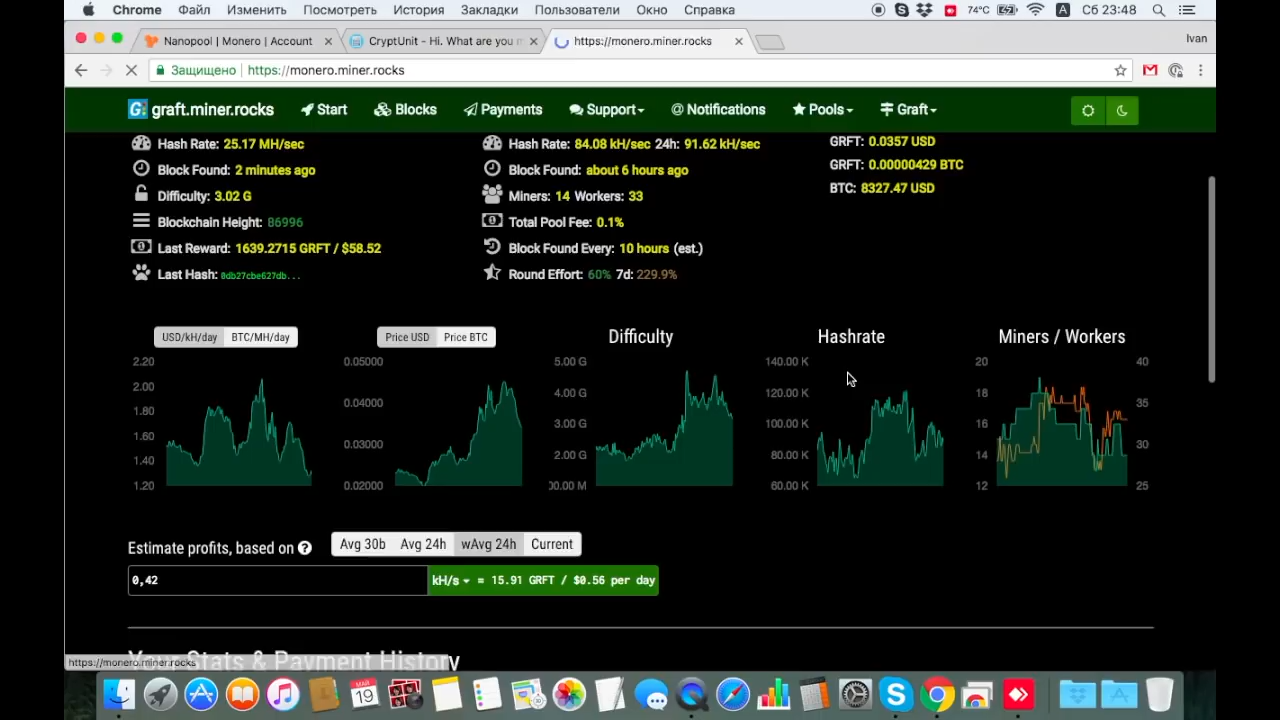 Chrome Файл Изменить Посмотреть История Закладки Пользователи Окно Справка 74°C A Сб 23:48
Nanopool | Monero | Account × CryptUnit - Hi. What are you m × https://monero.miner.rocks × Ivan
Защищено https://monero.miner.rocks
G graft.miner.rocks Start Blocks Payments Support Notifications Pools Graft
Hash Rate: 25.17 MH/sec Hash Rate: 84.08 kH/sec 24h: 91.62 kH/sec GRFT: 0.0357 USD
Block Found: 2 minutes ago Block Found: about 6 hours ago GRFT: 0.00000429 BTC
Difficulty: 3.02 G Miners: 14 Workers: 33 BTC: 8327.47 USD
Blockchain Height: 86996 Total Pool Fee: 0.1%
Last Reward: 1639.2715 GRFT / $58.52 Block Found Every: 10 hours (est.)
Last Hash: 0db27cbe627db... Round Effort: 60% 7d: 229.9%
USD/kH/day BTC/MH/day Price USD Price BTC Difficulty Hashrate Miners / Workers
2.20 0.05000 5.00 G 140.00 K 20 40
2.00 4.00 G 120.00 K 18
1.80 0.04000 3.00 G 100.00 K 16 35
1.60 0.03000 2.00 G 80.00 K 14 30
1.40
1.20 0.02000 00.00 M 60.00 K 12 25
Estimate profits, based on ? Avg 30b Avg 24h wAvg 24h Current
0,42 kH/s = 15.91 GRFT / $0.56 per day
Your Stats & Payment History
https://monero.miner.rocks
МАЙ
19